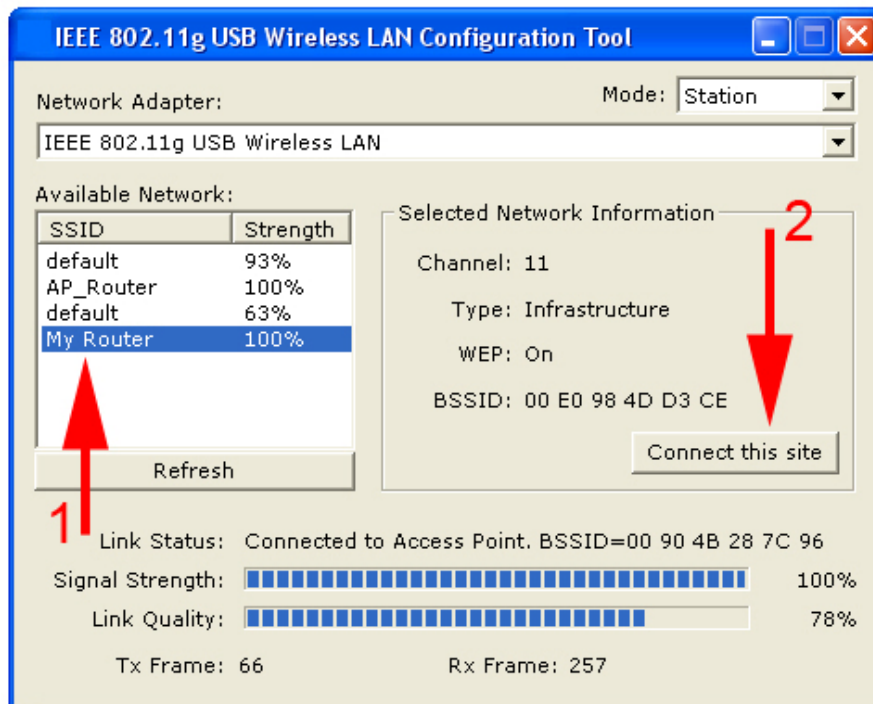 IEEE 802.11g USB Wireless LAN Configuration Tool
Mode: Station
Network Adapter:
IEEE 802.11g USB Wireless LAN
Available Network:
SSID Strength
default 93%
AP_Router 100%
default 63%
My Router 100%
Refresh
1
Selected Network Information
2
Channel: 11
Type: Infrastructure
WEP: On
BSSID: 00 E0 98 4D D3 CE
Connect this site
Link Status: Connected to Access Point. BSSID=00 90 4B 28 7C 96
Signal Strength: 100%
Link Quality: 78%
Tx Frame: 66 Rx Frame: 257